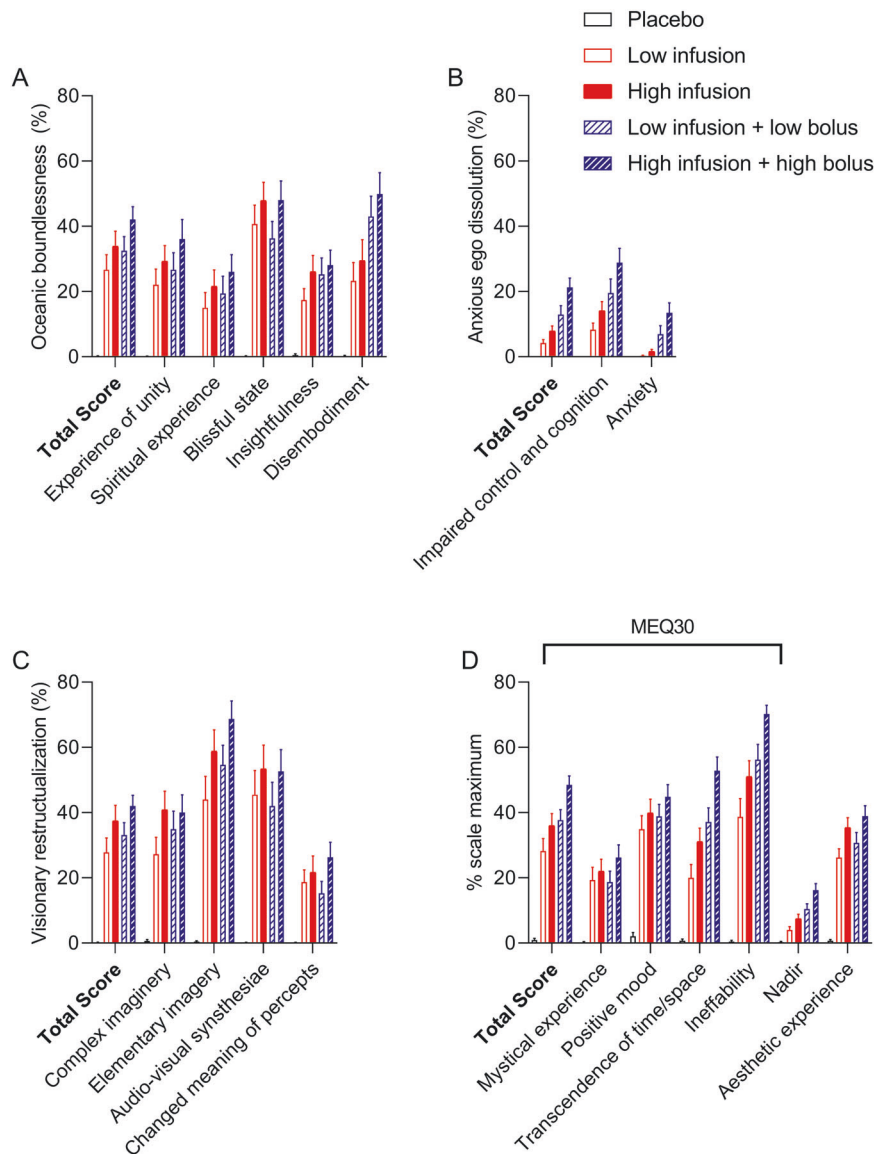 Placebo
Low infusion
High infusion
Low infusion + low bolus
High infusion + high bolus
A
Oceanic boundlessness (%)
80
60
40
20
0
Total Score
Experience of unity
Spiritual experience
Blissful state
Insightfulness
Disembodiment
B
Anxious ego dissolution (%)
80
60
40
20
0
Total Score
Impaired control and cognition
Anxiety
C
Visionary restructualization (%)
80
60
40
20
0
Total Score
Complex imaginery
Elementary imagery
Audio-visual synsthesiae
Changed meaning of percepts
D
MEQ30
% scale maximum
80
60
40
20
0
Total Score
Mystical experience
Positive mood
Transcendence of time/space
Ineffability
Nadir
Aesthetic experience